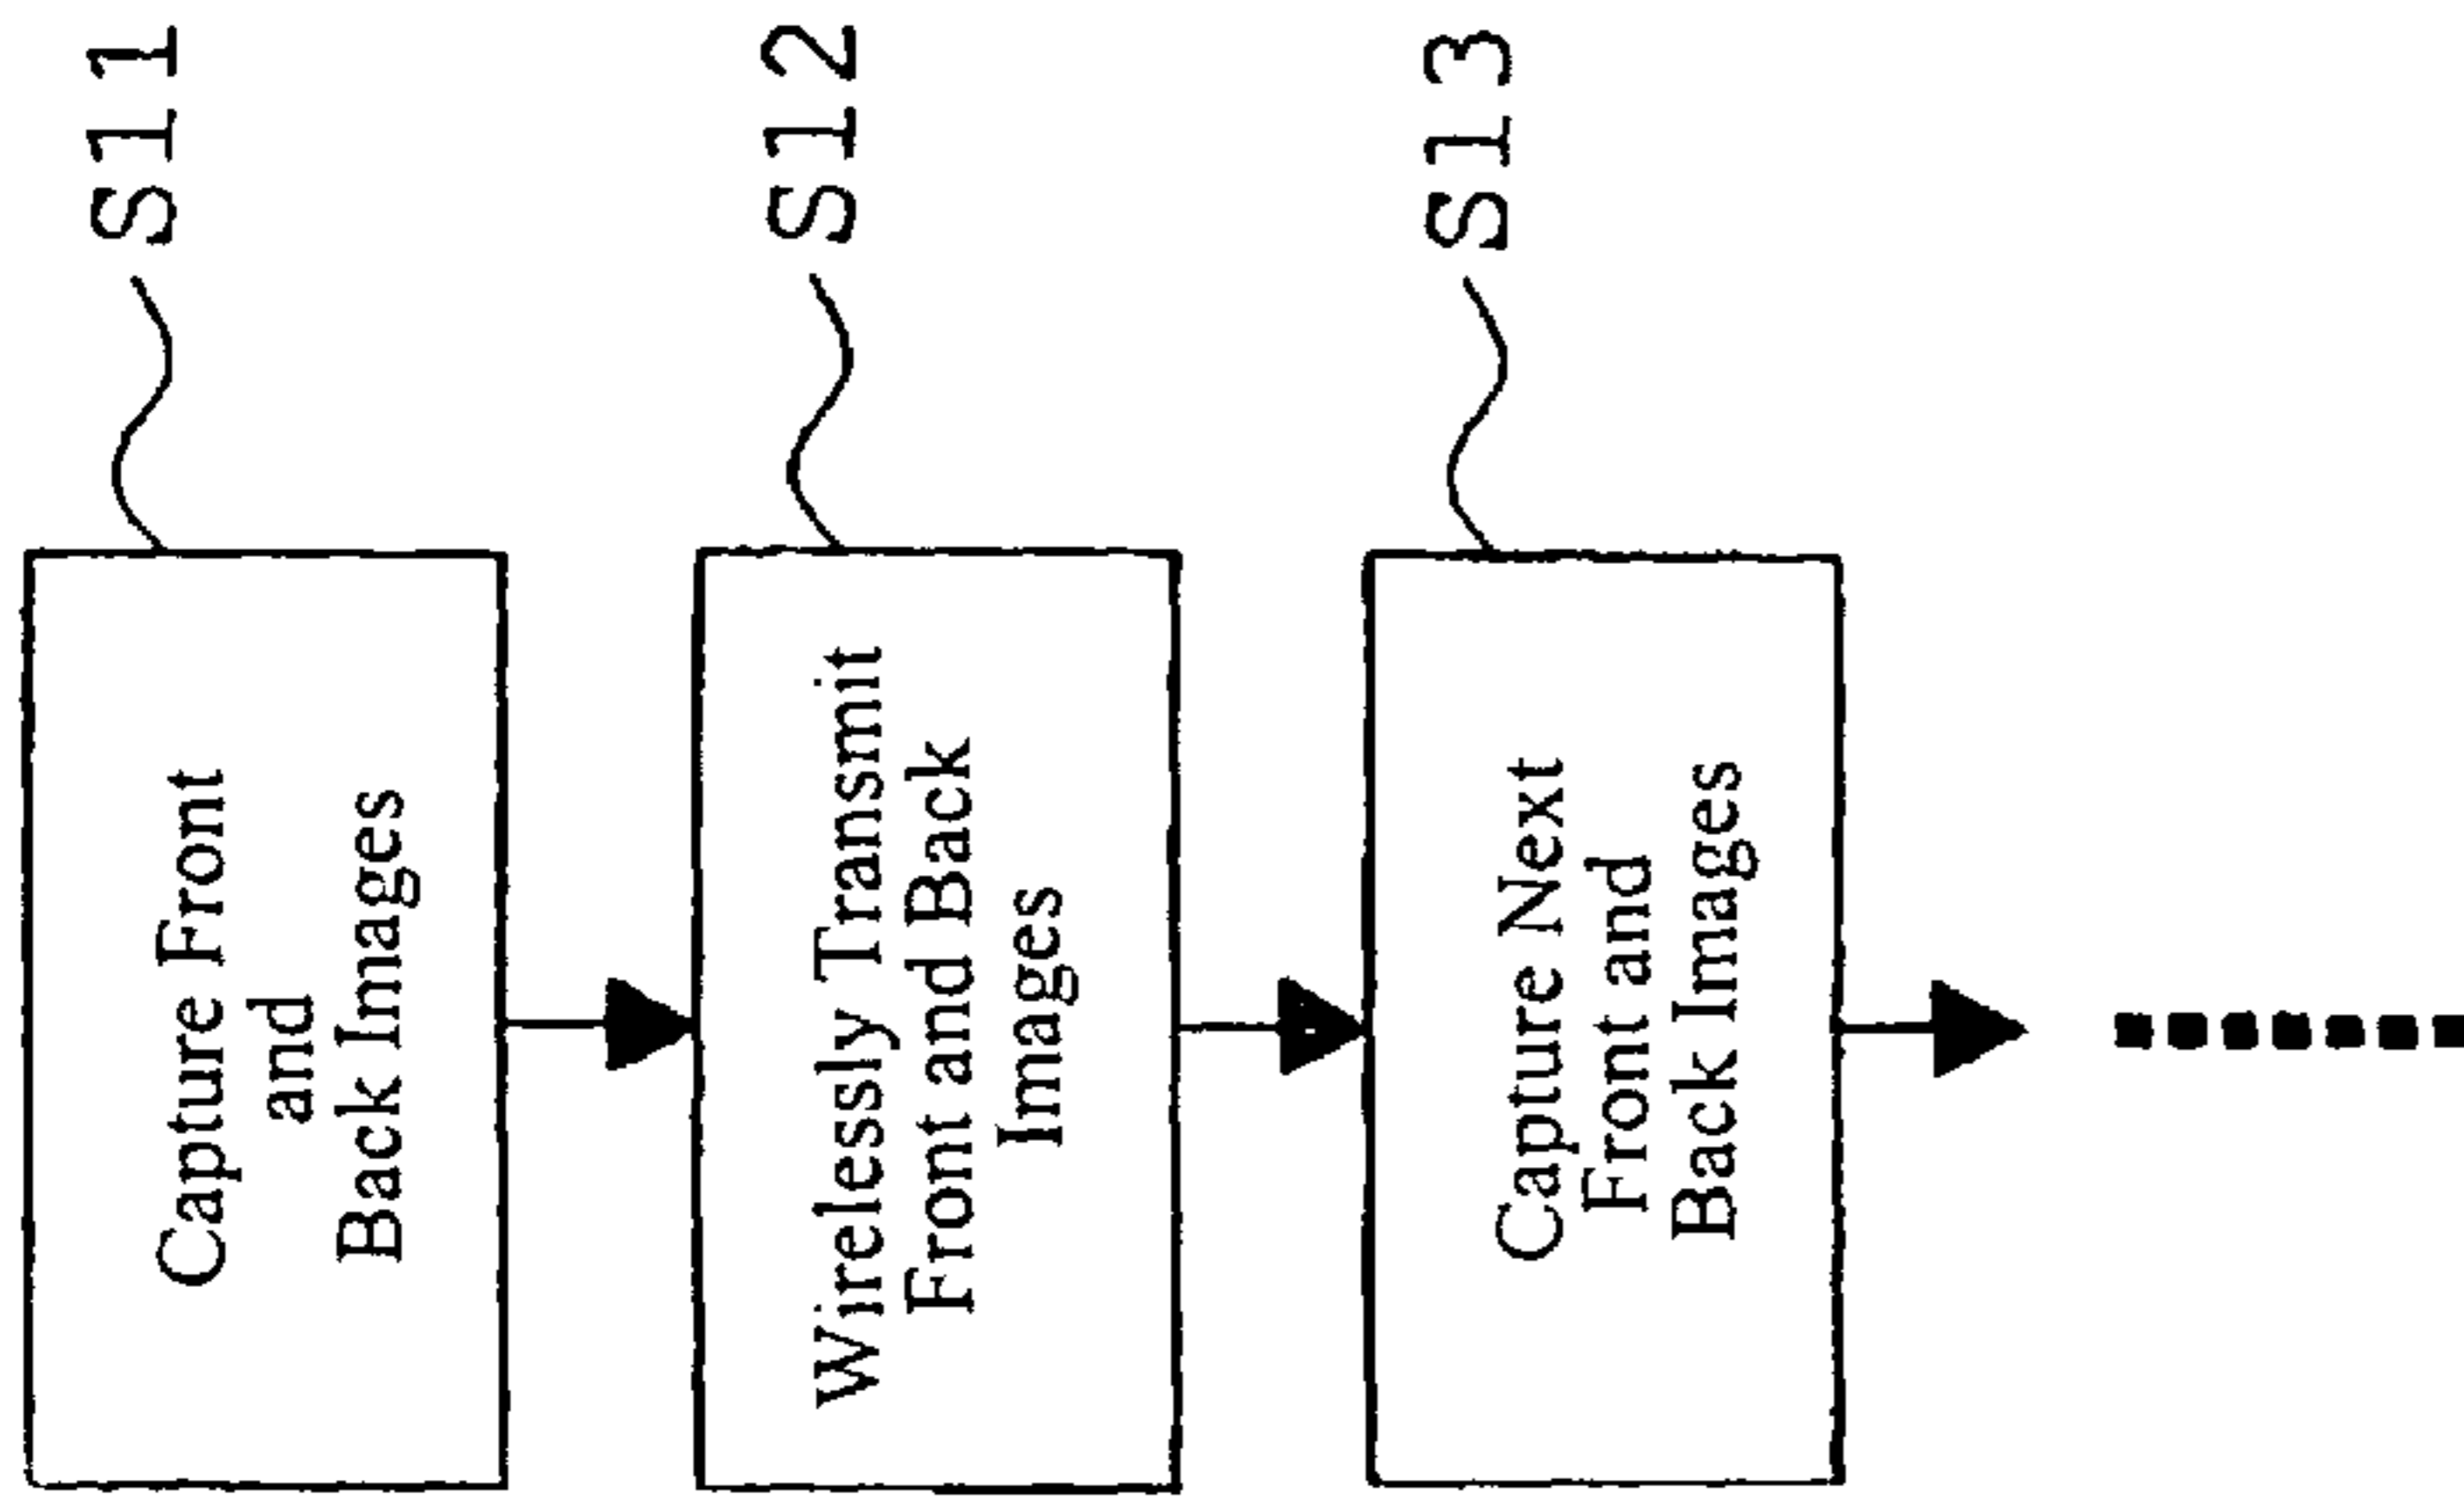 Capture Front
and
Back Images
S11
Wirelessly Transmit
Front and Back
Images
S12
Capture Next
Front and
Back Images
S13